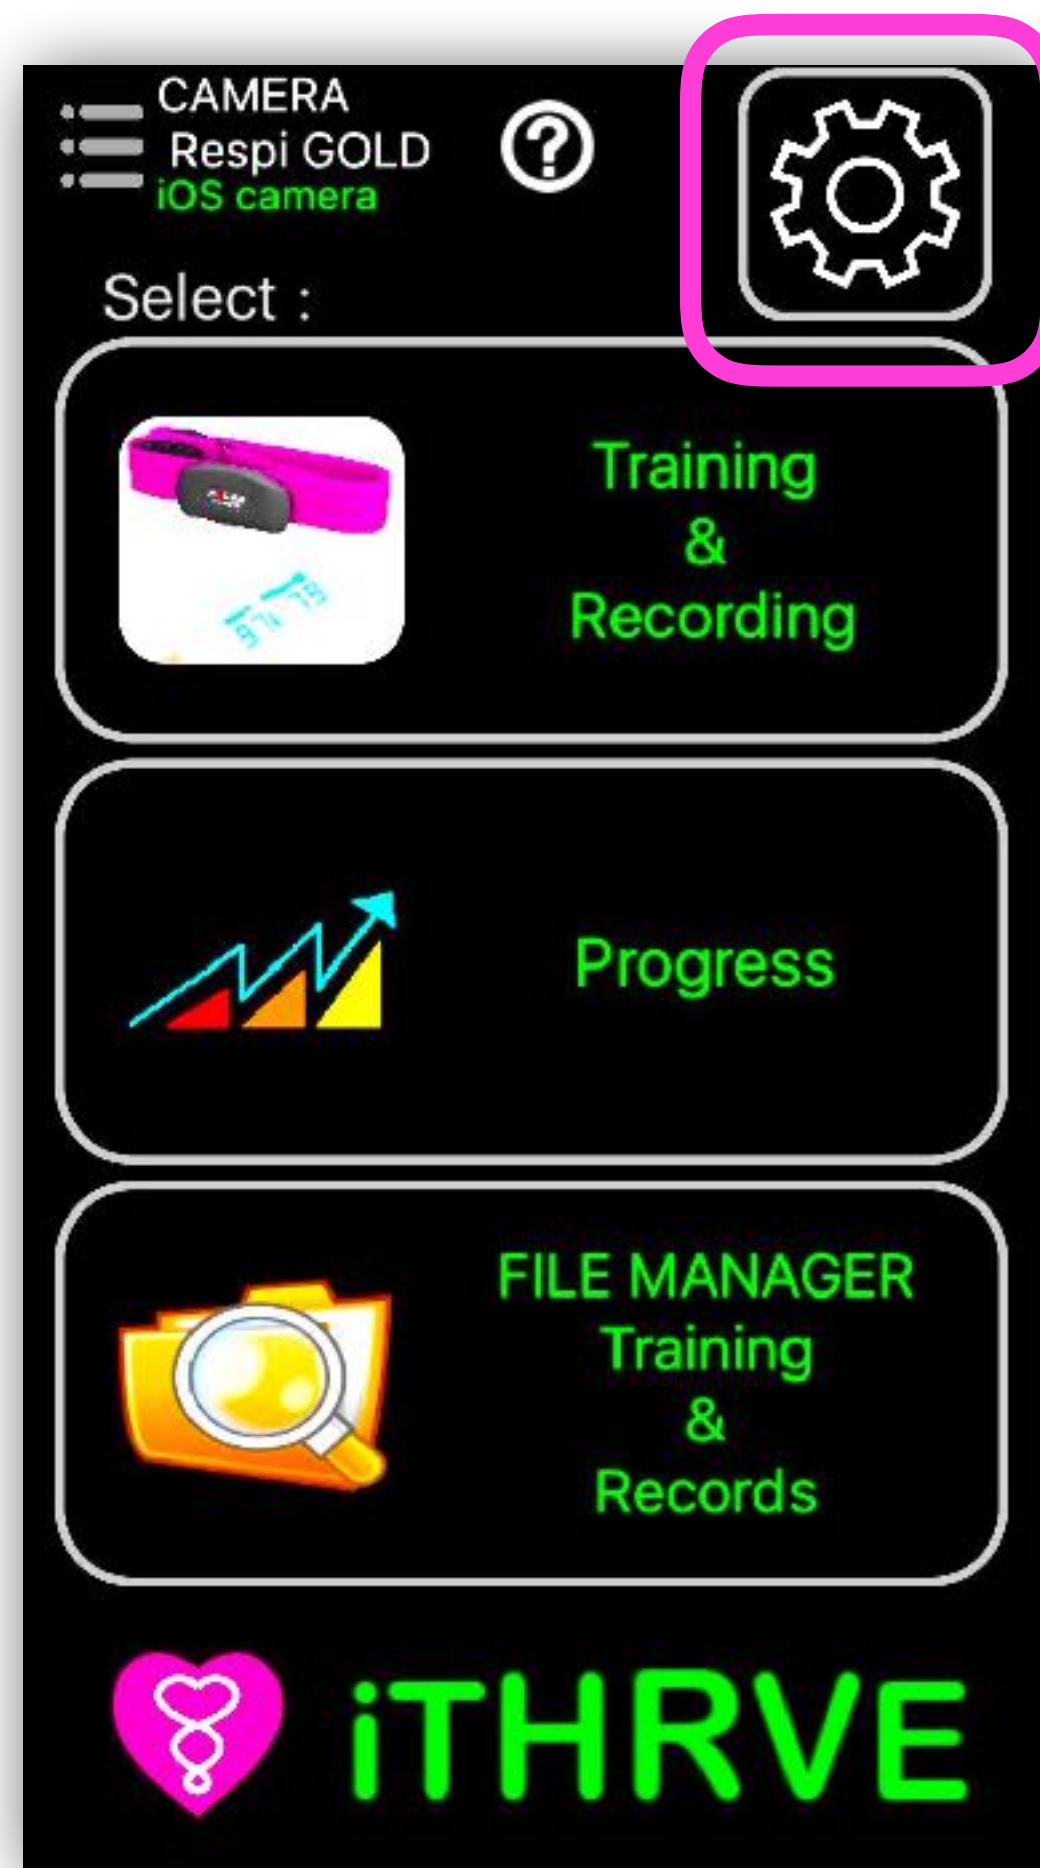 CAMERA
Respi GOLD
iOS camera
?
Select :
Training
&
Recording
Progress
FILE MANAGER
Training
&
Records
iTHRVE